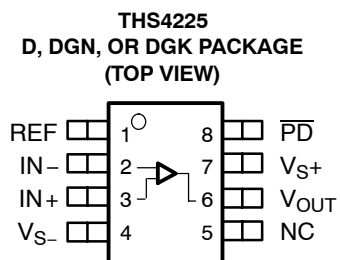 THS4225
D, DGN, OR DGK PACKAGE
(TOP VIEW)
REF 1 8 P̅D̅
IN− 2 7 VS+
IN+ 3 6 VOUT
VS− 4 5 NC